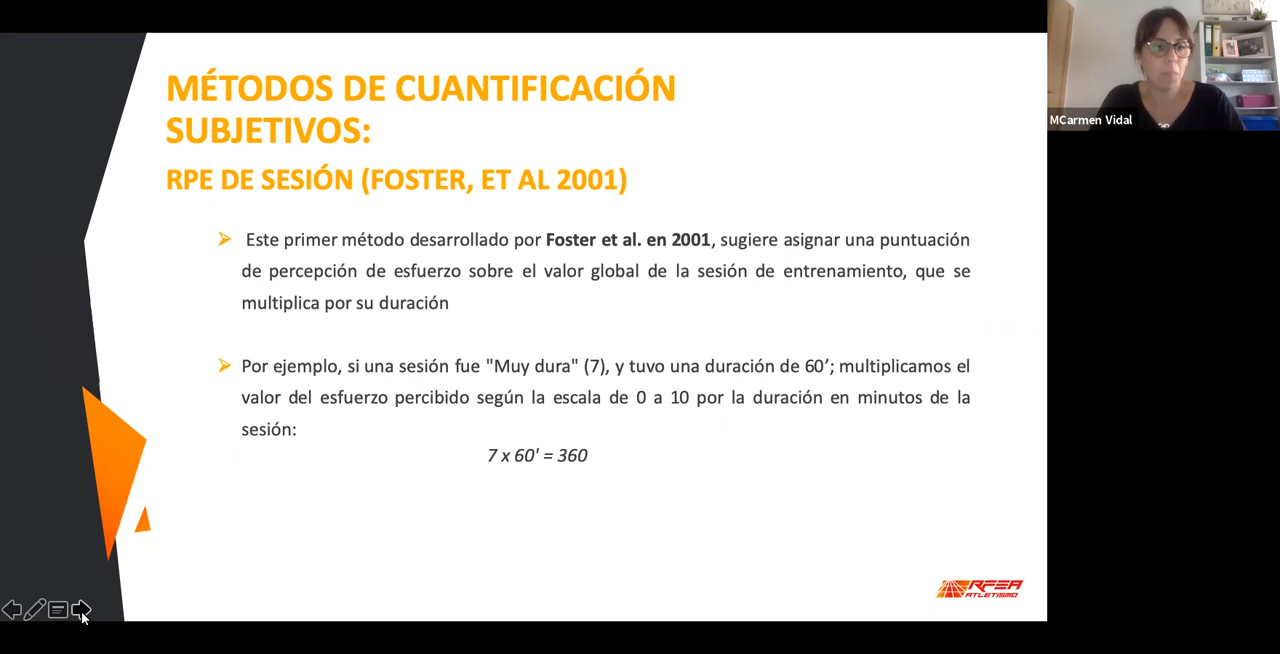 MÉTODOS DE CUANTIFICACIÓN
SUBJETIVOS:
RPE DE SESIÓN (FOSTER, ET AL 2001)
Este primer método desarrollado por Foster et al. en 2001, sugiere asignar una puntuación
de percepción de esfuerzo sobre el valor global de la sesión de entrenamiento, que se
multiplica por su duración
Por ejemplo, si una sesión fue "Muy dura" (7), y tuvo una duración de 60’; multiplicamos el
valor del esfuerzo percibido según la escala de 0 a 10 por la duración en minutos de la
sesión:
7 x 60' = 360
RFEA
ATLETISMO
MCarmen Vidal